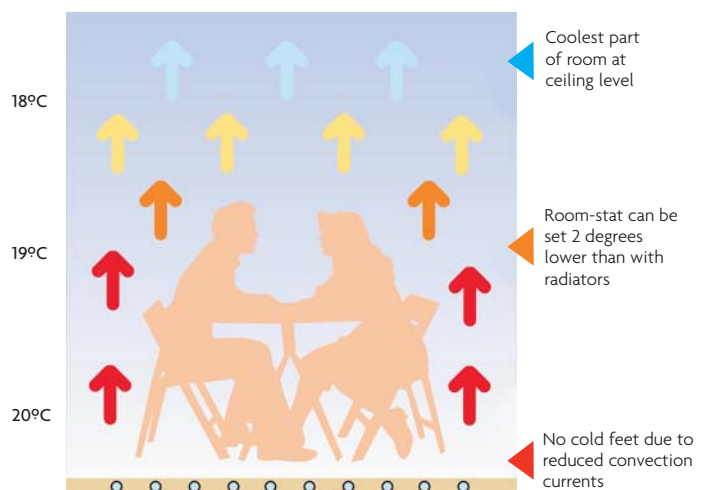 Coolest part
of room at
ceiling level
18ºC
Room-stat can be
set 2 degrees
lower than with
radiators
19ºC
20ºC
No cold feet due to
reduced convection
currents